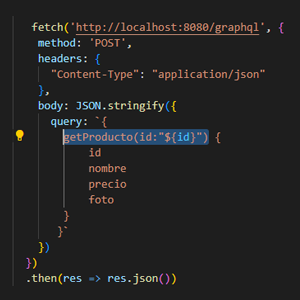 fetch('http://localhost:8080/graphql', {
method: 'POST',
headers: {
"Content-Type": "application/json"
},
body: JSON.stringify({
query: `{
getProducto(id:"${id}") {
id
nombre
precio
foto
}
}`
})
})
.then(res => res.json())